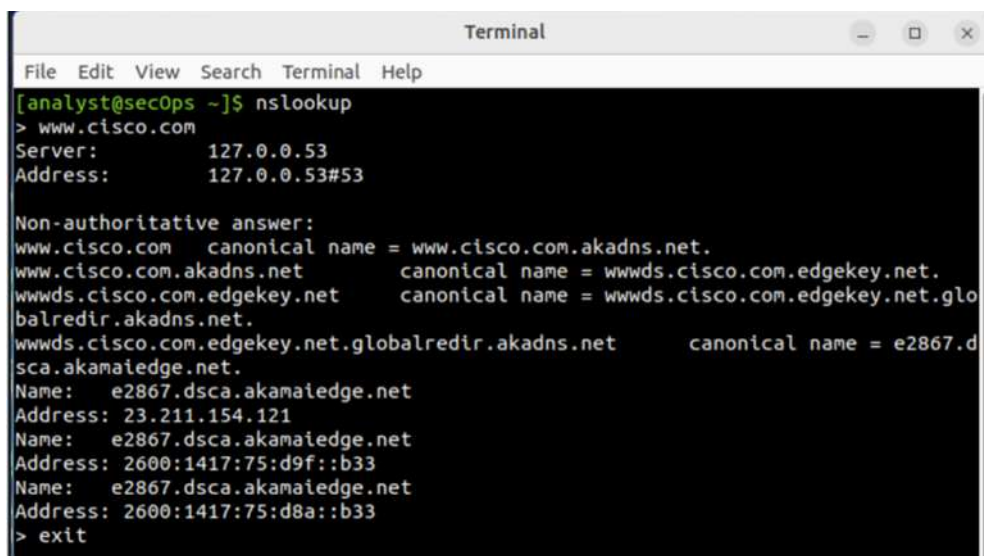 Terminal
File Edit View Search Terminal Help
[analyst@secOps ~]$ nslookup
> www.cisco.com
Server: 127.0.0.53
Address: 127.0.0.53#53
Non-authoritative answer:
www.cisco.com canonical name = www.cisco.com.akadns.net.
www.cisco.com.akadns.net canonical name = wwwds.cisco.com.edgekey.net.
wwwds.cisco.com.edgekey.net canonical name = wwwds.cisco.com.edgekey.net.glo
balredir.akadns.net.
wwwds.cisco.com.edgekey.net.globalredir.akadns.net canonical name = e2867.d
sca.akamaiedge.net.
Name: e2867.dsca.akamaiedge.net
Address: 23.211.154.121
Name: e2867.dsca.akamaiedge.net
Address: 2600:1417:75:d9f::b33
Name: e2867.dsca.akamaiedge.net
Address: 2600:1417:75:d8a::b33
> exit